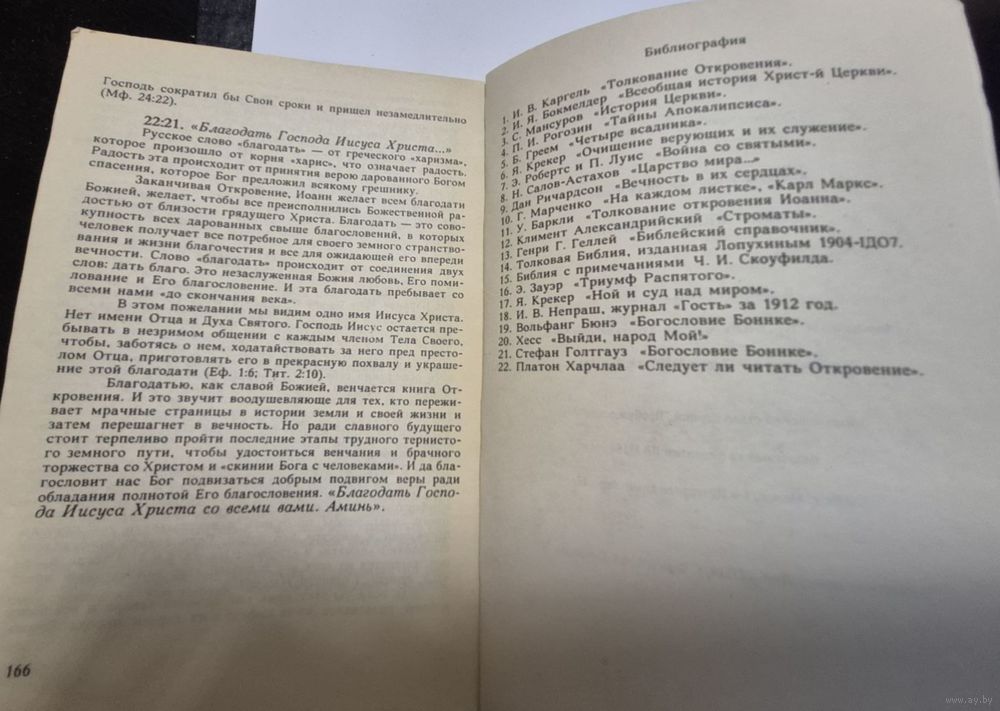 Господь сократил бы Свои сроки и пришел незамедлительно
(Мф. 24:22).
22:21. «Благодать Господа Иисуса Христа...»
Русское слово «благодать» — от греческого «харизма»,
которое произошло от корня «харис», что означает радость.
Радость эта происходит от принятия верою дарованного Богом
спасения, которое Бог предложил всякому грешнику.
Заканчивая Откровение, Иоанн желает всем благодати
Божией, желает, чтобы все преисполнились Божественной ра-
достью от близости грядущего Христа. Благодать — это сово-
купность всех дарованных свыше благословений, в которых
человек получает все потребное для своего земного странство-
вания и жизни благочестия и все для ожидающей его впереди
вечности. Слово «благодать» происходит от соединения двух
слов: дать благо. Это незаслуженная Божия любовь, Его поми-
лование и Его благословение. И эта благодать пребывает со
всеми нами «до скончания века».
В этом пожелании мы видим одно имя Иисуса Христа.
Нет имени Отца и Духа Святого. Господь Иисус остается пре-
бывать в незримом общении с каждым членом Тела Своего,
чтобы, заботясь о нем, ходатайствовать за него пред престо-
лом Отца, приготовлять его в прекрасную похвалу и украше-
ние этой благодати (Еф. 1:6; Тит. 2:10).
Благодатью, как славой Божией, венчается книга От-
кровения. И это звучит воодушевляюще для тех, кто пережи-
вает мрачные страницы в истории земли и своей жизни и
затем перешагнет в вечность. Но ради славного будущего
стоит терпеливо пройти последние этапы трудного тернисто-
го земного пути, чтобы удостоиться венчания и брачного
торжества со Христом и «скинии Бога с человеками». И да бла-
гословит нас Бог подвизаться добрым подвигом веры ради
обладания полнотой Его благословения. «Благодать Госпо-
да Иисуса Христа со всеми вами. Аминь».
166
Библиография
1. И. В. Каргель «Толкование Откровения».
2. И. Я. Бокмелдер «Всеобщая история Христ-й Церкви».
3. С. Мансуров «История Церкви».
4. П. И. Рогозин «Тайны Апокалипсиса».
5. Б. Греем «Четыре всадника».
6. Я. Крекер «Очищение верующих и их служение».
7. Э. Робертс и П. Луис «Война со святыми».
8. Н. Салов-Астахов «Царство мира...»
9. Дан Ричардсон «Вечность в их сердцах».
10. Г. Марченко «На каждом листке», «Карл Маркс».
11. У. Баркли «Толкование откровения Иоанна».
12. Климент Александрийский «Строматы».
13. Генри Г. Геллей «Библейский справочник».
14. Толковая Библия, изданная Лопухиным 1904-IДО7.
15. Библия с примечаниями Ч. И. Скоуфилда.
16. Э. Зауэр «Триумф Распятого».
17. Я. Крекер «Ной и суд над миром».
18. И. В. Непраш, журнал «Гость» за 1912 год.
19. Вольфанг Бюнэ «Богословие Боннке».
20. Хесс «Выйди, народ Мой!»
21. Стефан Голтгауз «Богословие Боннке».
22. Платон Харчлаа «Следует ли читать Откровение».
www.ay.by